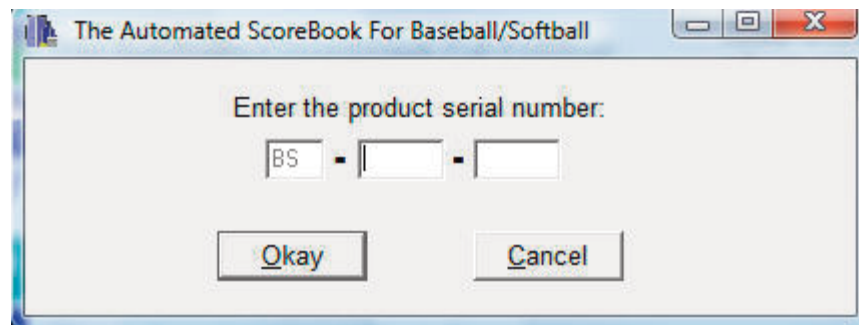 The Automated ScoreBook For Baseball/Softball
Enter the product serial number:
BS - -
Okay Cancel